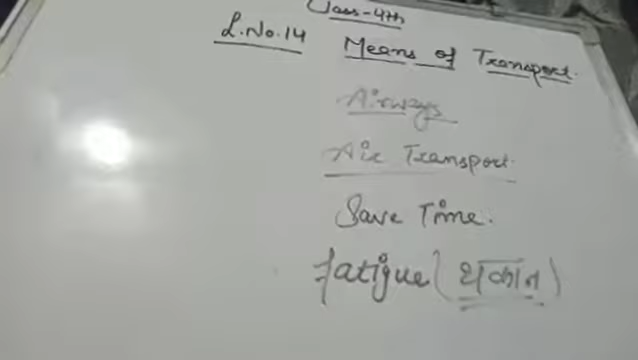 Class-4th
L.No.14 Means of Transport.
Airways
Air Transport.
Save Time.
fatigue (थकान)